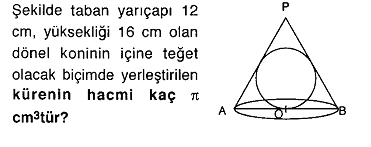 Şekilde taban yarıçapı 12
cm, yüksekliği 16 cm olan
dönel koninin içine teğet
olacak biçimde yerleştirilen
kürenin hacmi kaç π
cm³tür?
P
A
O
B